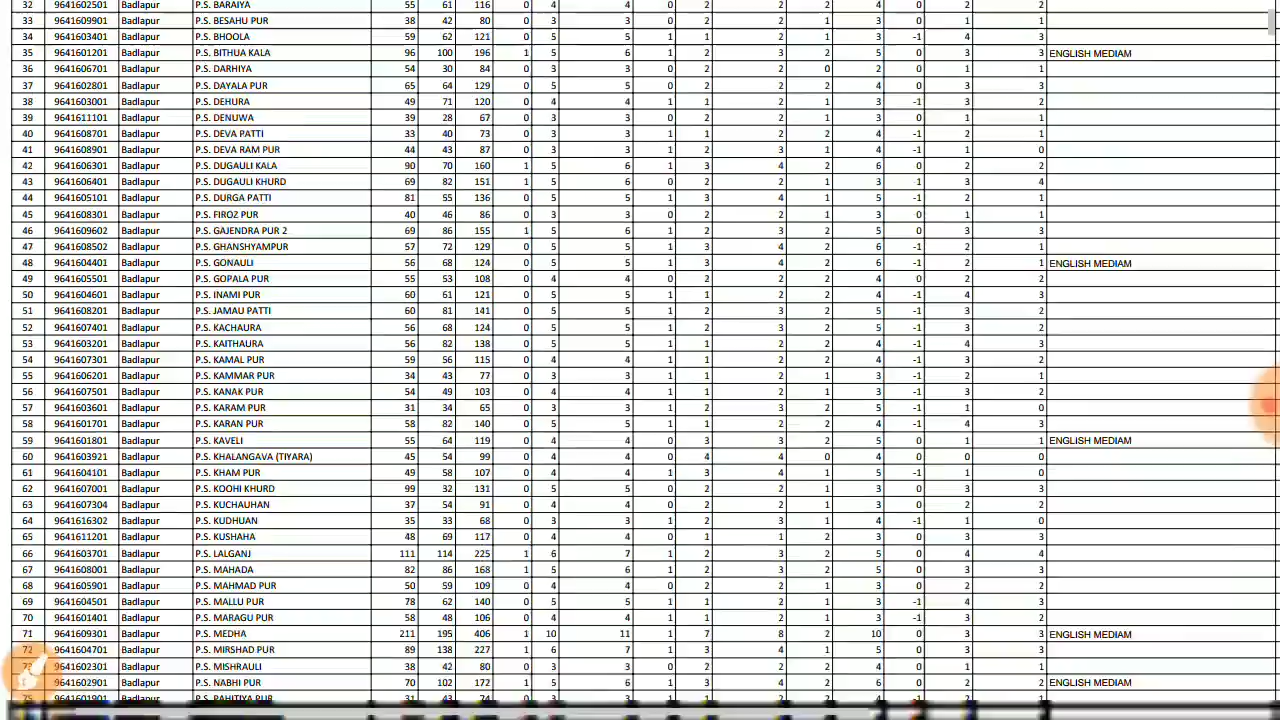 32 9641602501 Badlapur P.S. BARAIYA 55 61 116 0 4 4 0 2 2 2 4 0 2 2
33 9641609901 Badlapur P.S. BESAHU PUR 38 42 80 0 3 3 0 2 2 1 3 0 1 1
34 9641603401 Badlapur P.S. BHOOLA 59 62 121 0 5 5 1 1 2 1 3 -1 4 3
35 9641601201 Badlapur P.S. BITHUA KALA 96 100 196 1 5 6 1 2 3 2 5 0 3 3 ENGLISH MEDIAM
36 9641606701 Badlapur P.S. DARHIYA 54 30 84 0 3 3 0 2 2 0 2 0 1 1
37 9641602801 Badlapur P.S. DAYALA PUR 65 64 129 0 5 5 0 2 2 2 4 0 3 3
38 9641603001 Badlapur P.S. DEHURA 49 71 120 0 4 4 1 1 2 1 3 -1 3 2
39 9641611101 Badlapur P.S. DENUWA 39 28 67 0 3 3 0 2 2 1 3 0 1 1
40 9641608701 Badlapur P.S. DEVA PATTI 33 40 73 0 3 3 1 1 2 2 4 -1 2 1
41 9641608901 Badlapur P.S. DEVA RAM PUR 44 43 87 0 3 3 1 2 3 1 4 -1 1 0
42 9641606301 Badlapur P.S. DUGAULI KALA 90 70 160 1 5 6 1 3 4 2 6 0 2 2
43 9641606401 Badlapur P.S. DUGAULI KHURD 69 82 151 1 5 6 0 2 2 1 3 -1 3 4
44 9641605101 Badlapur P.S. DURGA PATTI 81 55 136 0 5 5 1 3 4 1 5 -1 2 1
45 9641608301 Badlapur P.S. FIROZ PUR 40 46 86 0 3 3 0 2 2 1 3 0 1 1
46 9641609602 Badlapur P.S. GAJENDRA PUR 2 69 86 155 1 5 6 1 2 3 2 5 0 3 3
47 9641608502 Badlapur P.S. GHANSHYAMPUR 57 72 129 0 5 5 1 3 4 2 6 -1 2 1
48 9641604401 Badlapur P.S. GONAULI 56 68 124 0 5 5 1 3 4 2 6 -1 2 1 ENGLISH MEDIAM
49 9641605501 Badlapur P.S. GOPALA PUR 55 53 108 0 4 4 0 2 2 2 4 0 2 2
50 9641604601 Badlapur P.S. INAMI PUR 60 61 121 0 5 5 1 1 2 2 4 -1 4 3
51 9641608201 Badlapur P.S. JAMAU PATTI 60 81 141 0 5 5 1 2 3 2 5 -1 3 2
52 9641607401 Badlapur P.S. KACHAURA 56 68 124 0 5 5 1 2 3 2 5 -1 3 2
53 9641603201 Badlapur P.S. KAITHAURA 56 82 138 0 5 5 1 1 2 2 4 -1 4 3
54 9641607301 Badlapur P.S. KAMAL PUR 59 56 115 0 4 4 1 1 2 2 4 -1 3 2
55 9641606201 Badlapur P.S. KAMMAR PUR 34 43 77 0 3 3 1 1 2 1 3 -1 2 1
56 9641607501 Badlapur P.S. KANAK PUR 54 49 103 0 4 4 1 1 2 1 3 -1 3 2
57 9641603601 Badlapur P.S. KARAM PUR 31 34 65 0 3 3 1 2 3 2 5 -1 1 0
58 9641601701 Badlapur P.S. KARAN PUR 58 82 140 0 5 5 1 1 2 2 4 -1 4 3
59 9641601801 Badlapur P.S. KAVELI 55 64 119 0 4 4 0 3 3 2 5 0 1 1 ENGLISH MEDIAM
60 9641603921 Badlapur P.S. KHALANGAVA (TIYARA) 45 54 99 0 4 4 0 4 4 0 4 0 0 0
61 9641604101 Badlapur P.S. KHAM PUR 49 58 107 0 4 4 1 3 4 1 5 -1 1 0
62 9641607001 Badlapur P.S. KOOHI KHURD 99 32 131 0 5 5 0 2 2 1 3 0 3 3
63 9641607304 Badlapur P.S. KUCHAUHAN 37 54 91 0 4 4 0 2 2 1 3 0 2 2
64 9641616302 Badlapur P.S. KUDHUAN 35 33 68 0 3 3 1 2 3 1 4 -1 1 0
65 9641611201 Badlapur P.S. KUSHAHA 48 69 117 0 4 4 0 1 1 2 3 0 3 3
66 9641603701 Badlapur P.S. LALGANJ 111 114 225 1 6 7 1 2 3 2 5 0 4 4
67 9641608001 Badlapur P.S. MAHADA 82 86 168 1 5 6 1 2 3 2 5 0 3 3
68 9641605901 Badlapur P.S. MAHMAD PUR 50 59 109 0 4 4 0 2 2 1 3 0 2 2
69 9641604501 Badlapur P.S. MALLU PUR 78 62 140 0 5 5 1 1 2 1 3 -1 4 3
70 9641601401 Badlapur P.S. MARAGU PUR 58 48 106 0 4 4 1 1 2 1 3 -1 3 2
71 9641609301 Badlapur P.S. MEDHA 211 195 406 1 10 11 1 7 8 2 10 0 3 3 ENGLISH MEDIAM
72 9641604701 Badlapur P.S. MIRSHAD PUR 89 138 227 1 6 7 1 3 4 1 5 0 3 3
9641602301 Badlapur P.S. MISHRAULI 38 42 80 0 3 3 0 2 2 2 4 0 1 1
9641602901 Badlapur P.S. NABHI PUR 70 102 172 1 5 6 1 3 4 2 6 0 2 2 ENGLISH MEDIAM
75 9641601901 Badlapur P.S. PAHITIYA PUR 31 43 74 0 3 3 1 1 2 2 4 -1 2 1